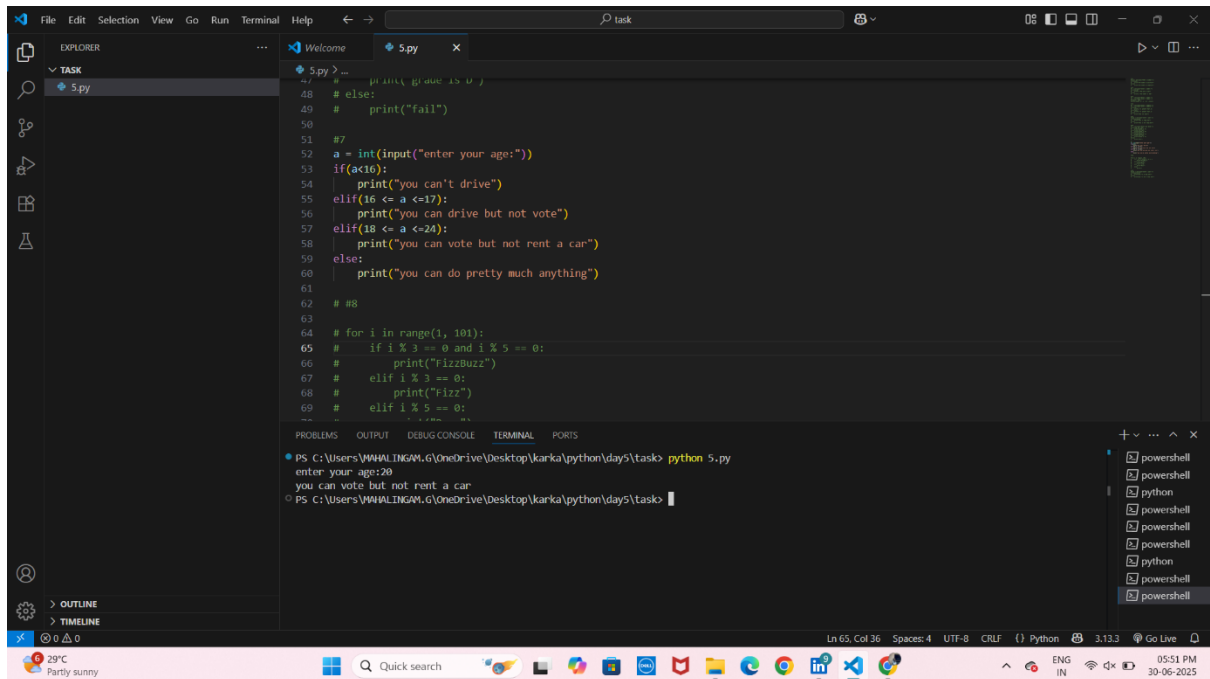 File Edit Selection View Go Run Terminal Help
task
EXPLORER
TASK
5.py
Welcome
5.py
5.py > ...
47 # print("grade is D")
48 # else:
49 #     print("fail")
50
51 #7
52 a = int(input("enter your age:"))
53 if(a<16):
54     print("you can't drive")
55 elif(16 <= a <=17):
56     print("you can drive but not vote")
57 elif(18 <= a <=24):
58     print("you can vote but not rent a car")
59 else:
60     print("you can do pretty much anything")
61
62 # #8
63
64 # for i in range(1, 101):
65 #     if i % 3 == 0 and i % 5 == 0:
66 #         print("FizzBuzz")
67 #     elif i % 3 == 0:
68 #         print("Fizz")
69 #     elif i % 5 == 0:
PROBLEMS OUTPUT DEBUG CONSOLE TERMINAL PORTS
PS C:\Users\MAHALINGAM.G\OneDrive\Desktop\karka\python\day5\task> python 5.py
enter your age:20
you can vote but not rent a car
PS C:\Users\MAHALINGAM.G\OneDrive\Desktop\karka\python\day5\task>
powershell
powershell
python
powershell
powershell
powershell
python
powershell
powershell
OUTLINE
TIMELINE
0 0
Ln 65, Col 36 Spaces: 4 UTF-8 CRLF {} Python 3.13.3 Go Live
6
29°C
Partly sunny
Quick search
DELL
9
ENG
IN
05:51 PM
30-06-2025